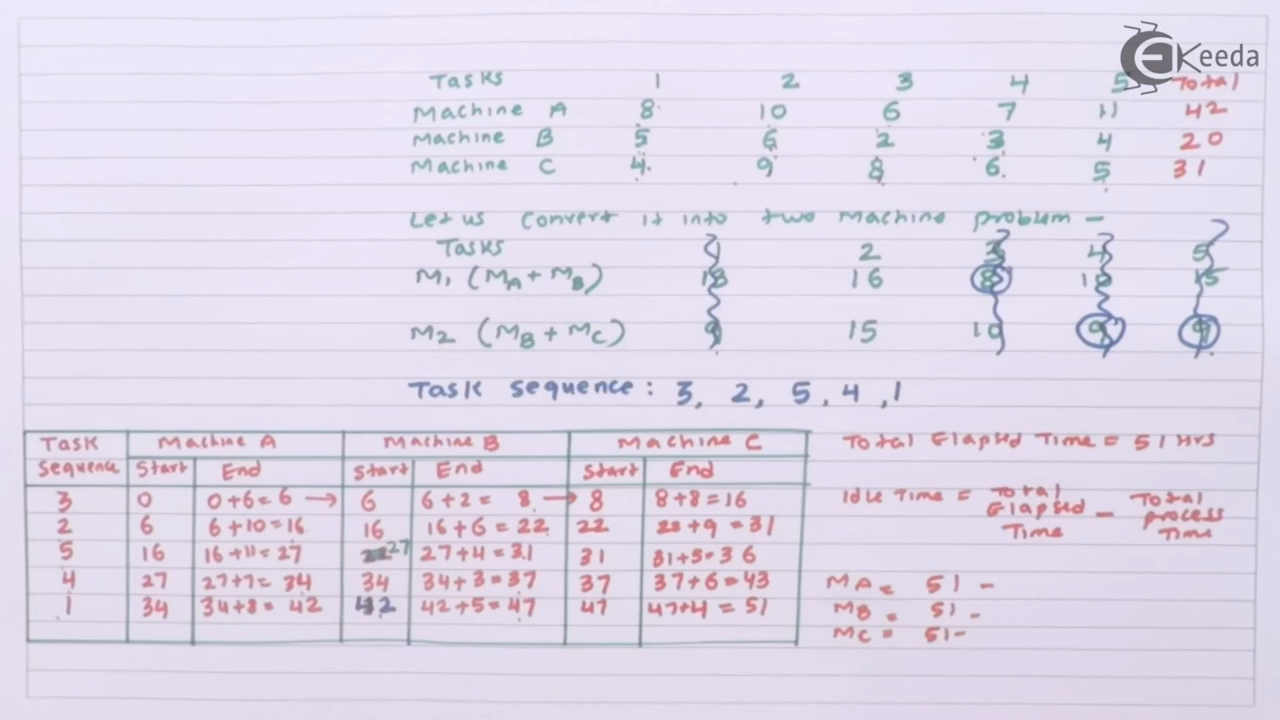 EKeeda
Tasks 1 2 3 4 5 Total
Machine A 8 10 6 7 11 42
Machine B 5 6 2 3 4 20
Machine C 4 9 8 6 5 31
Let us convert it into two machine problem -
Tasks 1 2 3 4 5
M1 (MA + MB) 13 16 8 10 15
M2 (MB + MC) 9 15 10 9 9
Task sequence: 3, 2, 5, 4, 1
Task Sequence Machine A Machine B Machine C
Start End Start End Start End
3 0 0+6= 6 → 6 6+2 = 8 → 8 8+8=16
2 6 6+10=16 16 16+6=22 22 22+9 =31
5 16 16+11=27 27 27+4=31 31 31+5=36
4 27 27+7= 34 34 34+3=37 37 37+6=43
1 34 34+8= 42 42 42+5=47 47 47+4 = 51
Total Elapsed Time = 51 Hrs
Idle Time = Total Elapsed Time - Total process Time
MA = 51 -
MB = 51 -
MC = 51 -